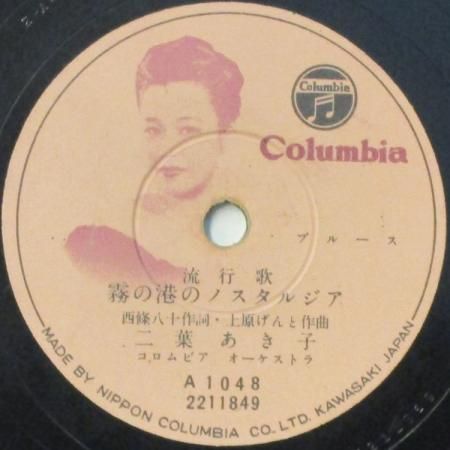 Columbia
Columbia
ブルース
流行歌
霧の港のノスタルジア
西條八十作詞・上原げんと作曲
二葉あき子
コロムビア オーケストラ
A1048
2211849
MADE BY NIPPON COLUMBIA CO., LTD. KAWASAKI JAPAN